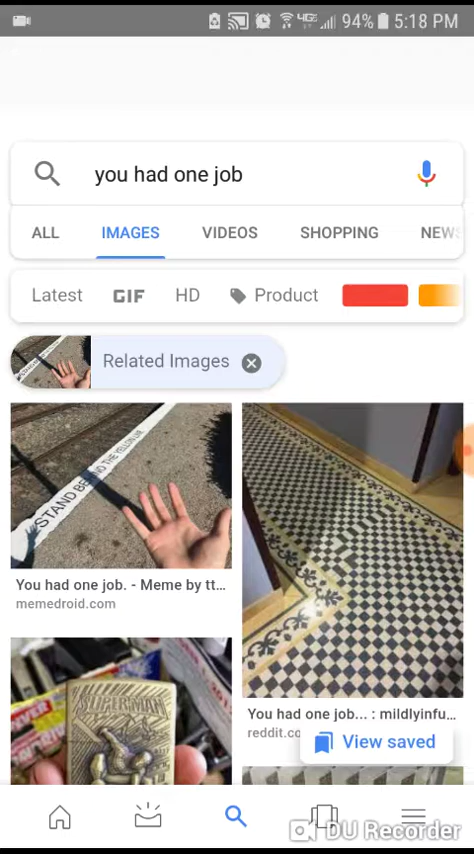 94% 5:18 PM
you had one job
ALL IMAGES VIDEOS SHOPPING NEWS
Latest GIF HD Product
Related Images
STAND BEHIND THE YELLOW LINE
You had one job. - Meme by tt...
memedroid.com
SUPERMAN
You had one job... : mildlyinfu...
reddit.co
View saved
DU Recorder